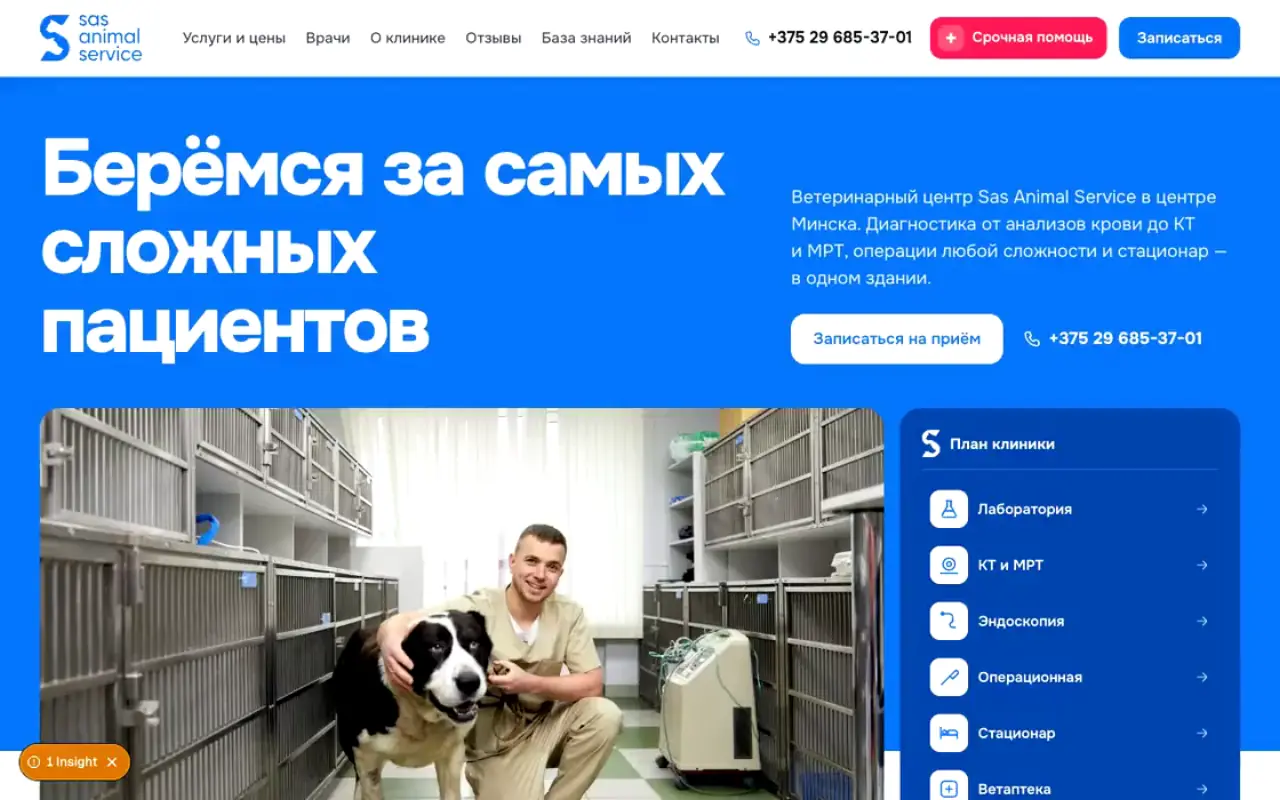 sas
animal
service
Услуги и цены
Врачи
О клинике
Отзывы
База знаний
Контакты
+375 29 685-37-01
Срочная помощь
Записаться
Берёмся за самых
сложных
пациентов
Ветеринарный центр Sas Animal Service в центре
Минска. Диагностика от анализов крови до КТ
и МРТ, операции любой сложности и стационар —
в одном здании.
Записаться на приём
+375 29 685-37-01
План клиники
Лаборатория
КТ и МРТ
Эндоскопия
Операционная
Стационар
Ветаптека
1 Insight